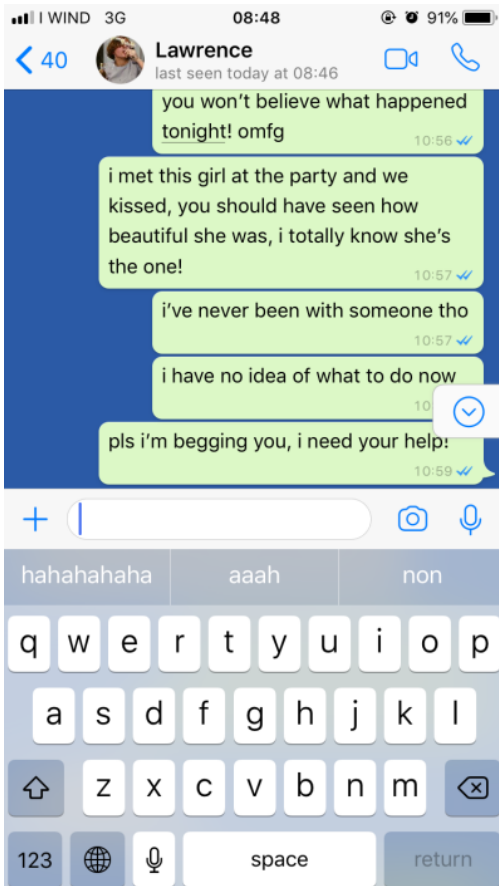 I WIND 3G 08:48 91%
40 Lawrence
last seen today at 08:46
you won't believe what happened
tonight! omfg
10:56
i met this girl at the party and we
kissed, you should have seen how
beautiful she was, i totally know she's
the one!
10:57
i've never been with someone tho
10:57
i have no idea of what to do now
10
pls i'm begging you, i need your help!
10:59
hahahahaha aaah non
q w e r t y u i o p
a s d f g h j k l
z x c v b n m
123 space return